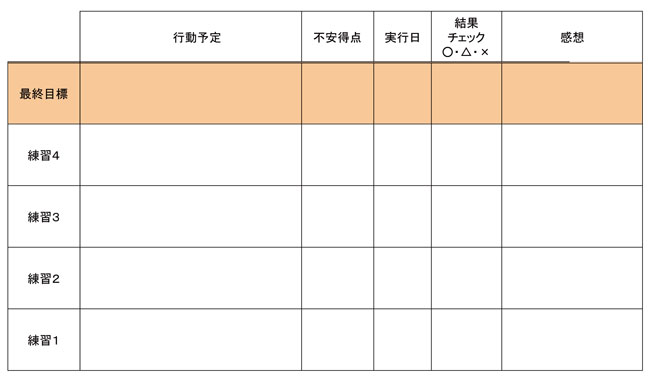 行動予定
不安得点
実行日
結果
チェック
〇・△・×
感想
最終目標
練習４
練習３
練習２
練習１